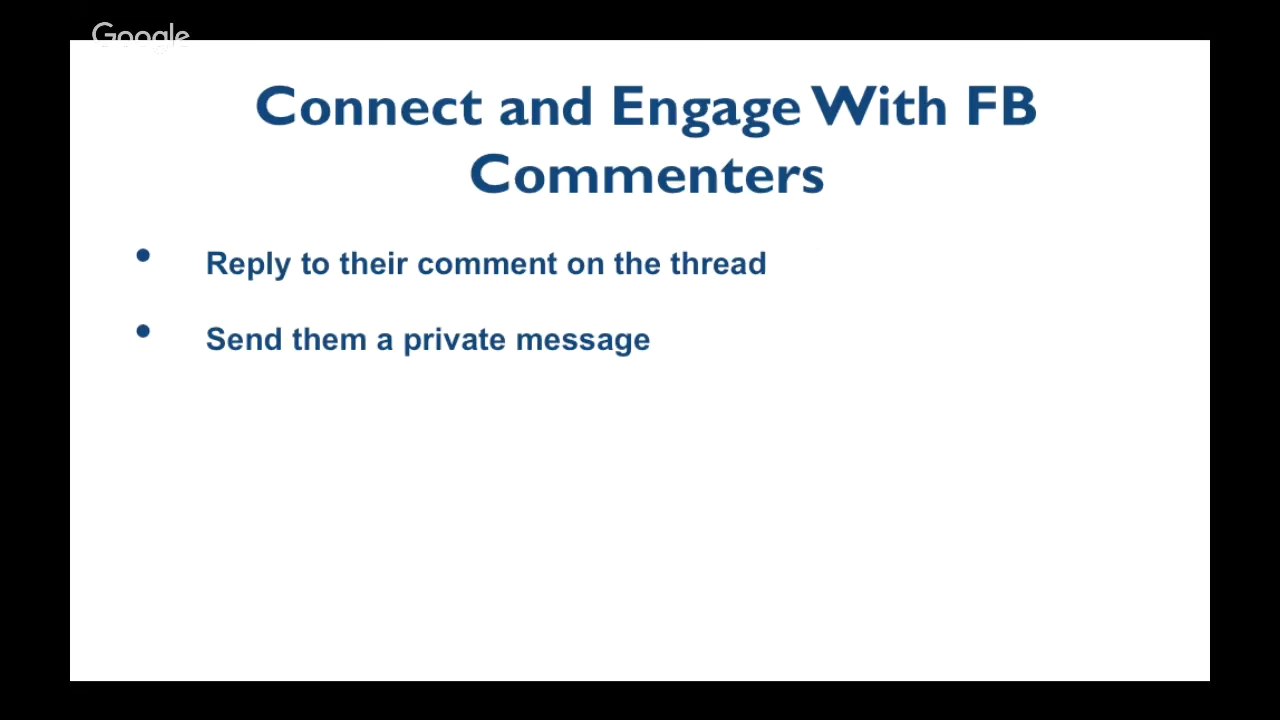 Google
Connect and Engage With FB
Commenters
• Reply to their comment on the thread
• Send them a private message